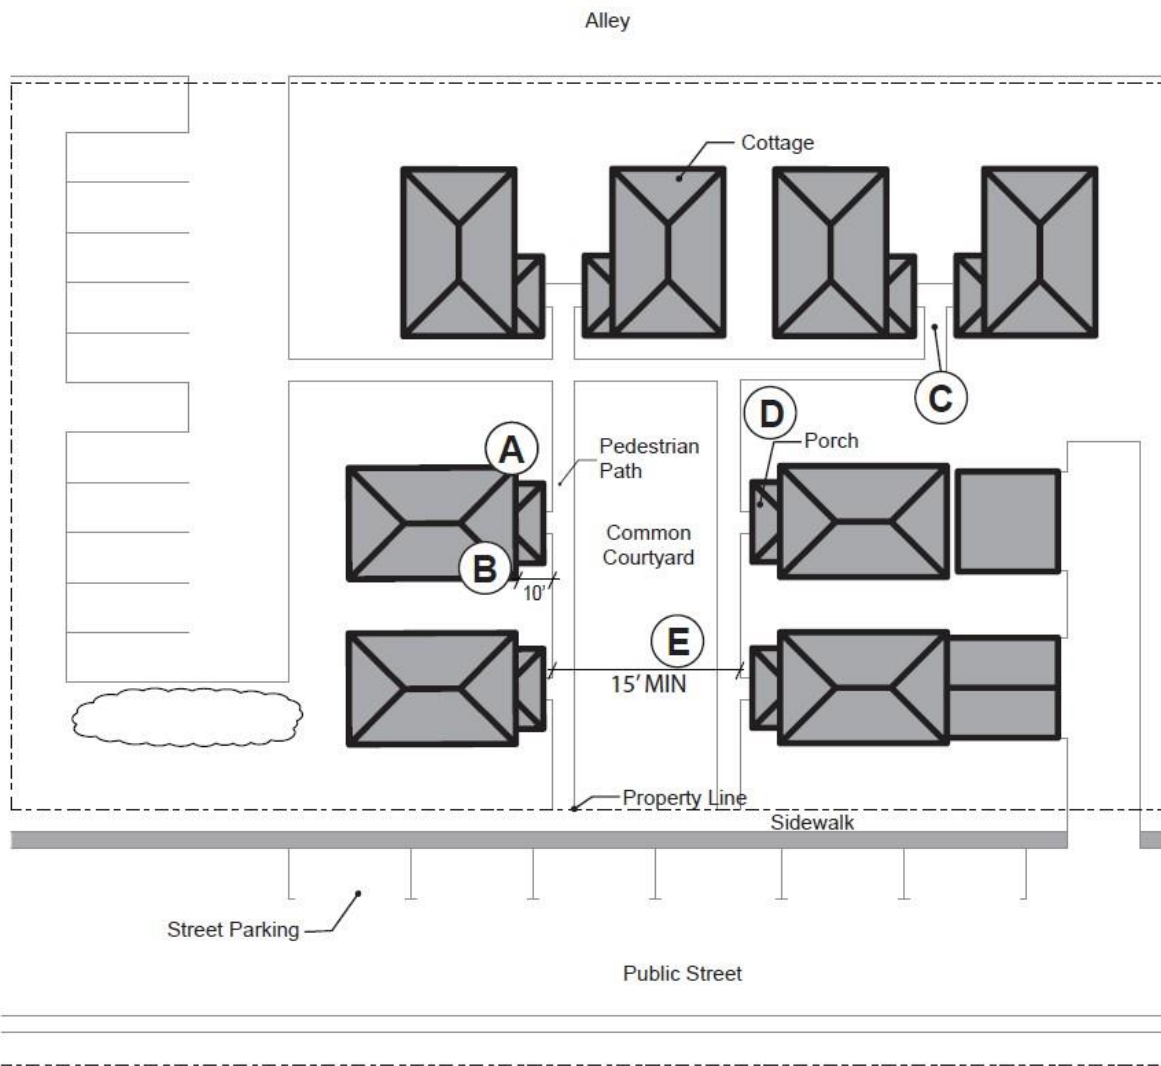 Alley
Cottage
C
D
Porch
A
Pedestrian
Path
Common
Courtyard
B
10'
E
15' MIN
Property Line
Sidewalk
Street Parking
Public Street